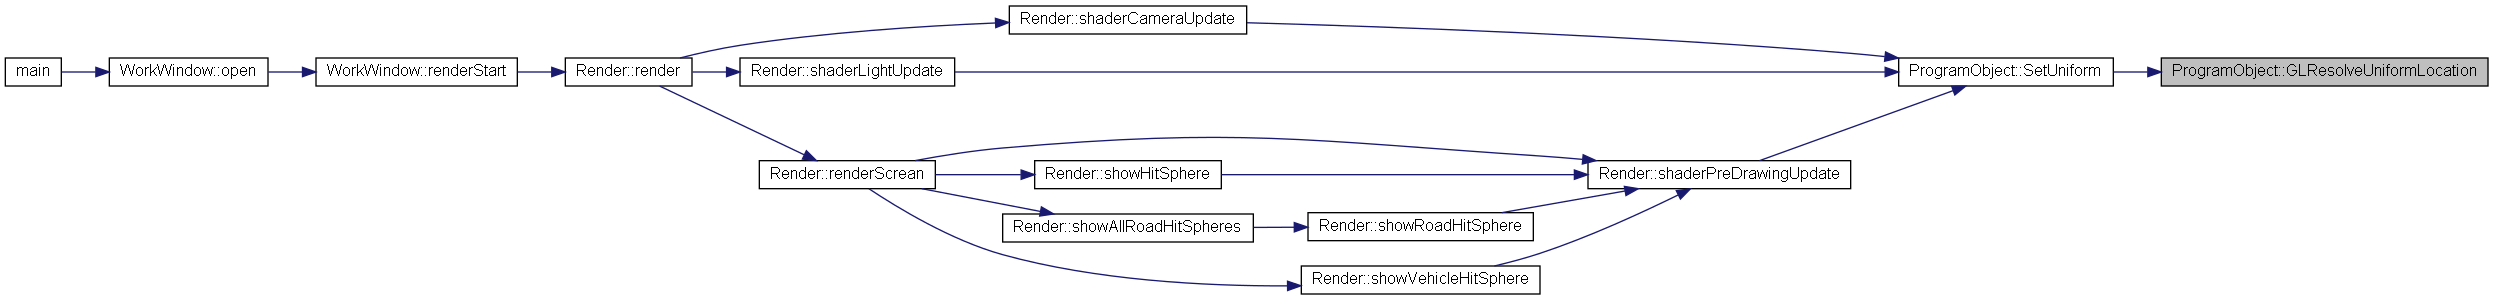 Render::shaderCameraUpdate
main
WorkWindow::open
WorkWindow::renderStart
Render::render
Render::shaderLightUpdate
ProgramObject::SetUniform
ProgramObject::GLResolveUniformLocation
Render::renderScrean
Render::showHitSphere
Render::shaderPreDrawingUpdate
Render::showAllRoadHitSpheres
Render::showRoadHitSphere
Render::showVehicleHitSphere